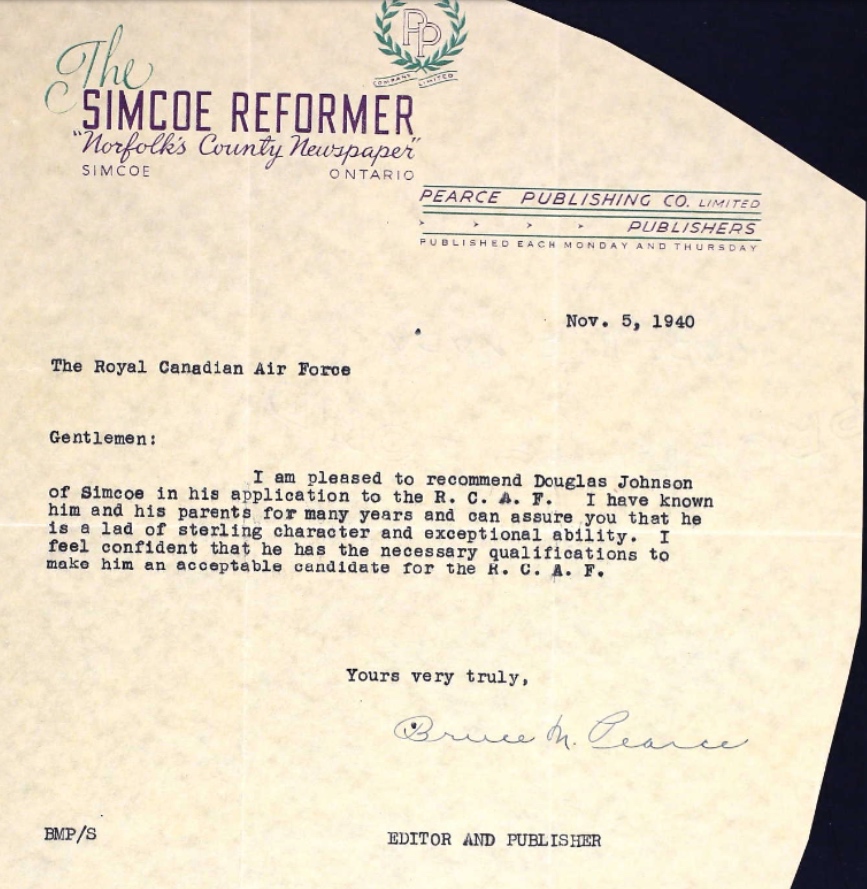 PP
COMPANY LIMITED
The
SIMCOE REFORMER
"Norfolk's County Newspaper"
SIMCOE ONTARIO
PEARCE PUBLISHING CO. LIMITED
PUBLISHERS
PUBLISHED EACH MONDAY AND THURSDAY
Nov. 5, 1940
The Royal Canadian Air Force
Gentlemen:
I am pleased to recommend Douglas Johnson
of Simcoe in his application to the R. C. A. F. I have known
him and his parents for many years and can assure you that he
is a lad of sterling character and exceptional ability. I
feel confident that he has the necessary qualifications to
make him an acceptable candidate for the R. C. A. F.
Yours very truly,
Bruce M. Pearce
BMP/S EDITOR AND PUBLISHER